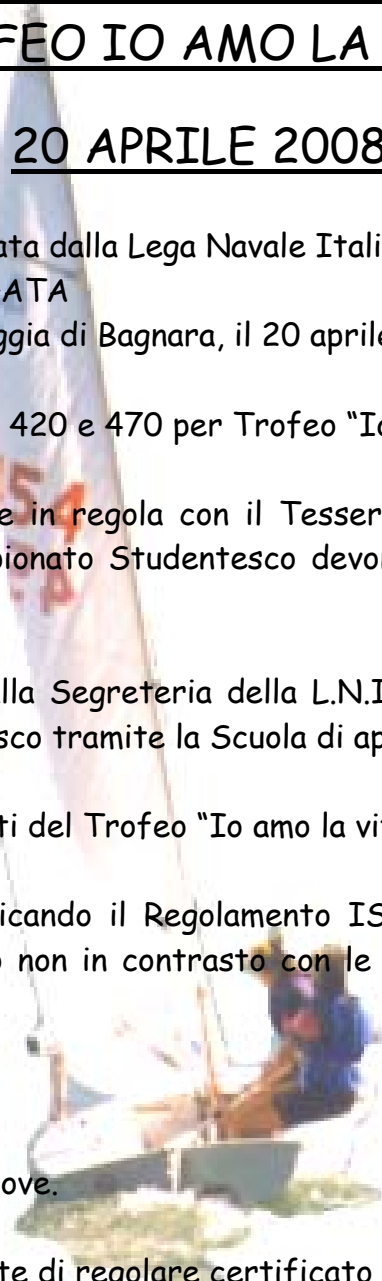 FEO IO AMO LA
20 APRILE 2008
ata dalla Lega Navale Itali
GATA
ggia di Bagnara, il 20 aprile
420 e 470 per Trofeo “Io
e in regola con il Tesser
pionato Studentesco devon
lla Segreteria della L.N.I
sco tramite la Scuola di ap
ti del Trofeo “Io amo la vit
icando il Regolamento IS
o non in contrasto con le
ove.
te di regolare certificato